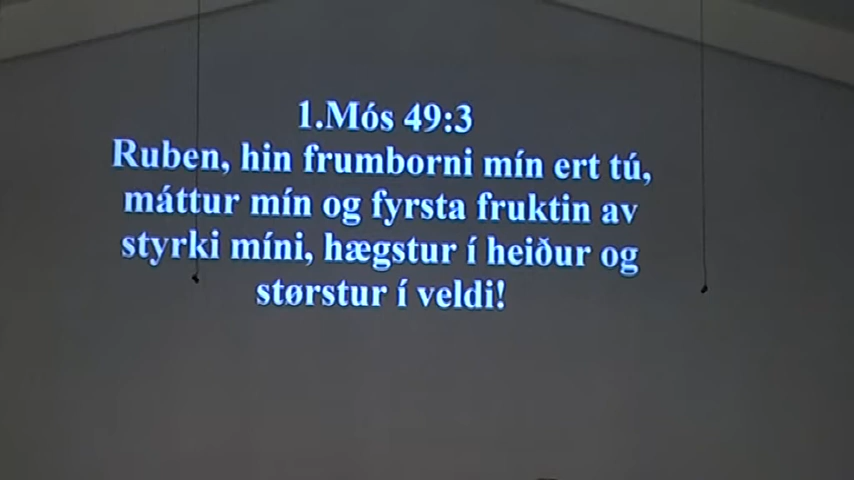 1.Mós 49:3
Ruben, hin frumborni mín ert tú,
máttur mín og fyrsta fruktin av
styrki míni, hægstur í heiður og
størstur í veldi!